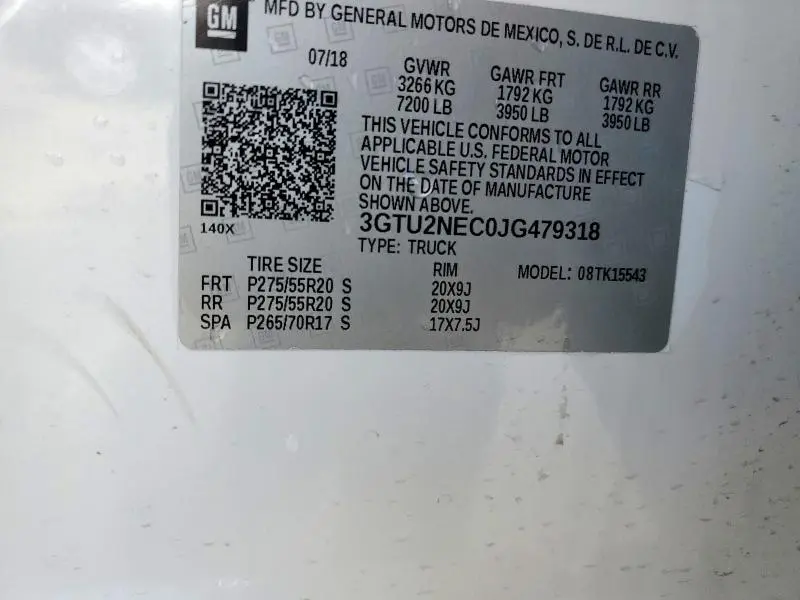 GM
MFD BY GENERAL MOTORS DE MEXICO, S. DE R.L. DE C.V.
07/18
GVWR
3266 KG
7200 LB
GAWR FRT
1792 KG
3950 LB
GAWR RR
1792 KG
3950 LB
THIS VEHICLE CONFORMS TO ALL
APPLICABLE U.S. FEDERAL MOTOR
VEHICLE SAFETY STANDARDS IN EFFECT
ON THE DATE OF MANUFACTURE
SHOWN ABOVE.
140X
3GTU2NEC0JG479318
TYPE: TRUCK
MODEL: 08TK15543
TIRE SIZE RIM
FRT P275/55R20 S 20X9J
RR P275/55R20 S 20X9J
SPA P265/70R17 S 17X7.5J